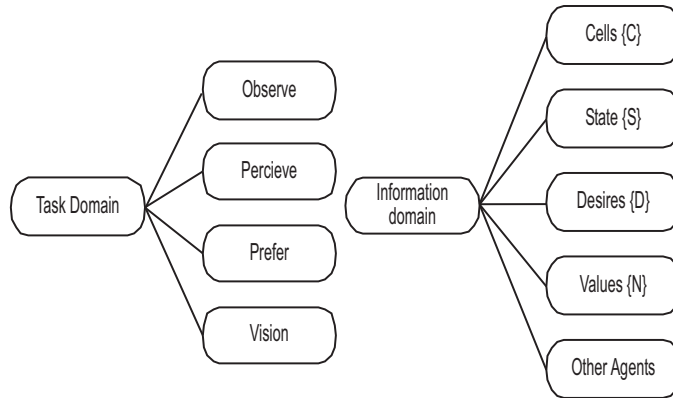 Task Domain
Observe
Percieve
Prefer
Vision
Information
domain
Cells {C}
State {S}
Desires {D}
Values {N}
Other Agents